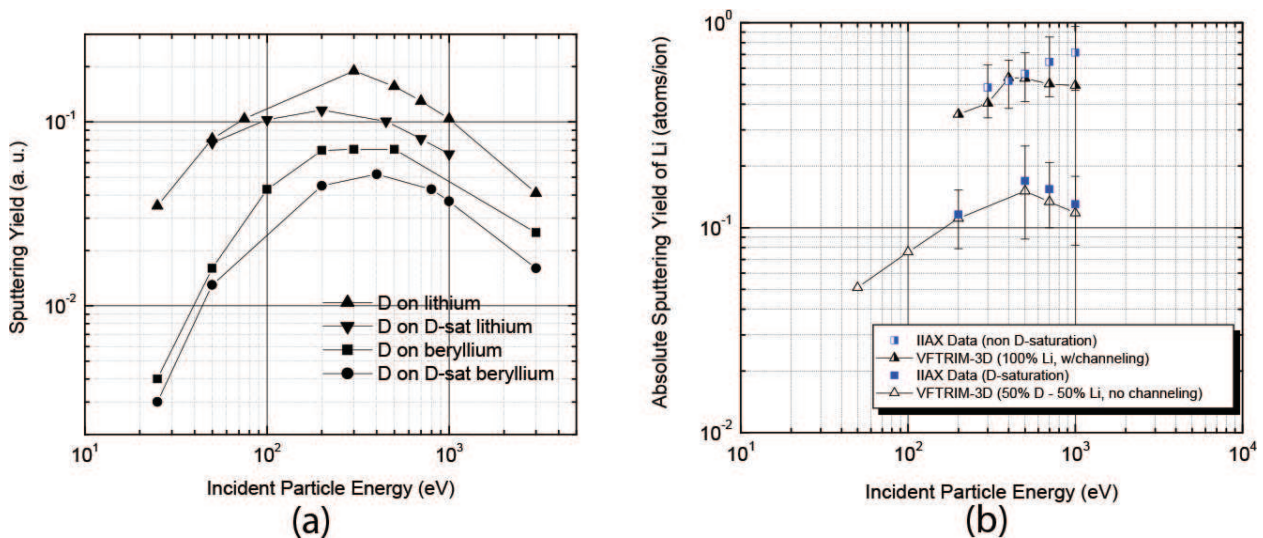 Sputtering Yield (a. u.)
10^-1
10^-2
D on lithium
D on D-sat lithium
D on beryllium
D on D-sat beryllium
10^1
10^2
10^3
Incident Particle Energy (eV)
(a)
Absolute Sputtering Yield of Li (atoms/ion)
10^0
10^-1
10^-2
IIAX Data (non D-saturation)
VFTRIM-3D (100% Li, w/channeling)
IIAX Data (D-saturation)
VFTRIM-3D (50% D - 50% Li, no channeling)
10^1
10^2
10^3
10^4
Incident Particle Energy (eV)
(b)